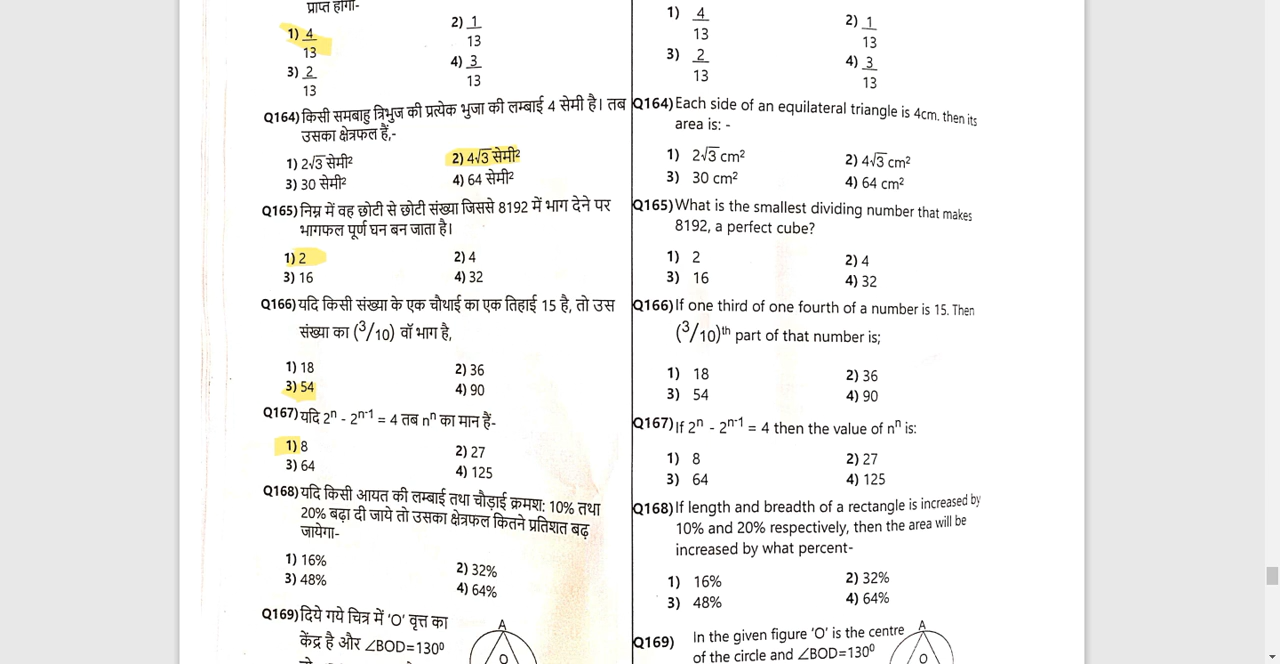 प्राप्त होगी-
1) 4/13
2) 1/13
3) 2/13
4) 3/13
Q164) किसी समबाहु त्रिभुज की प्रत्येक भुजा की लम्बाई 4 सेमी है। तब
उसका क्षेत्रफल हैं,-
1) 2√3 सेमी²
2) 4√3 सेमी²
3) 30 सेमी²
4) 64 सेमी²
Q165) निम्न में वह छोटी से छोटी संख्या जिससे 8192 में भाग देने पर
भागफल पूर्ण घन बन जाता है।
1) 2
2) 4
3) 16
4) 32
Q166) यदि किसी संख्या के एक चौथाई का एक तिहाई 15 है, तो उस
संख्या का (³/10) वॉ भाग है,
1) 18
2) 36
3) 54
4) 90
Q167) यदि 2ⁿ - 2ⁿ⁻¹ = 4 तब nⁿ का मान हैं-
1) 8
2) 27
3) 64
4) 125
Q168) यदि किसी आयत की लम्बाई तथा चौड़ाई क्रमश: 10% तथा
20% बढ़ा दी जाये तो उसका क्षेत्रफल कितने प्रतिशत बढ़
जायेगा-
1) 16%
2) 32%
3) 48%
4) 64%
Q169) दिये गये चित्र में 'O' वृत्त का
केंद्र है और ∠BOD=130⁰
A
O
1) 4/13
2) 1/13
3) 2/13
4) 3/13
Q164) Each side of an equilateral triangle is 4cm. then its
area is: -
1) 2√3 cm²
2) 4√3 cm²
3) 30 cm²
4) 64 cm²
Q165) What is the smallest dividing number that makes
8192, a perfect cube?
1) 2
2) 4
3) 16
4) 32
Q166) If one third of one fourth of a number is 15. Then
(³/10)ᵗʰ part of that number is;
1) 18
2) 36
3) 54
4) 90
Q167) If 2ⁿ - 2ⁿ⁻¹ = 4 then the value of nⁿ is:
1) 8
2) 27
3) 64
4) 125
Q168) If length and breadth of a rectangle is increased by
10% and 20% respectively, then the area will be
increased by what percent-
1) 16%
2) 32%
3) 48%
4) 64%
Q169) In the given figure 'O' is the centre
of the circle and ∠BOD=130⁰
A
O